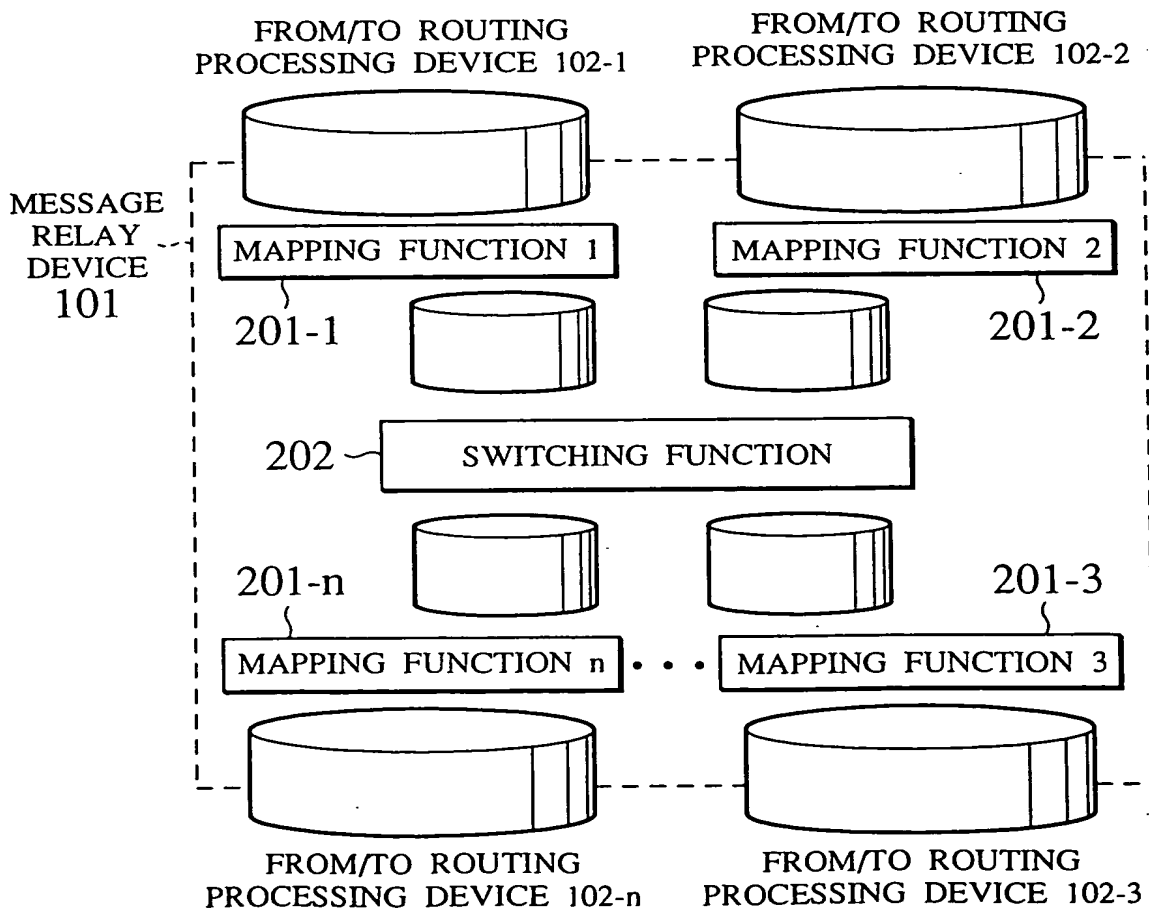 FROM/TO ROUTING
PROCESSING DEVICE 102-1
FROM/TO ROUTING
PROCESSING DEVICE 102-2
MESSAGE
RELAY
DEVICE
101
MAPPING FUNCTION 1
MAPPING FUNCTION 2
201-1
201-2
202
SWITCHING FUNCTION
201-n
201-3
MAPPING FUNCTION n
• • •
MAPPING FUNCTION 3
FROM/TO ROUTING
PROCESSING DEVICE 102-n
FROM/TO ROUTING
PROCESSING DEVICE 102-3